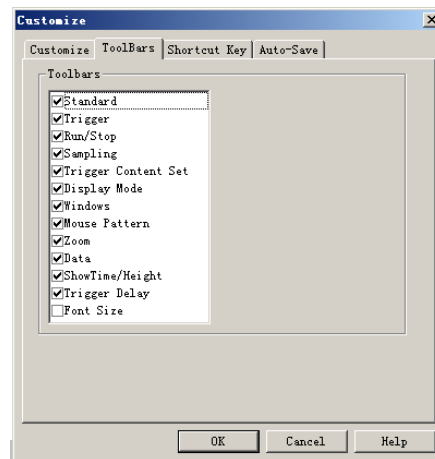 Customize
Customize ToolBars Shortcut Key Auto-Save
Toolbars
Standard
Trigger
Run/Stop
Sampling
Trigger Content Set
Display Mode
Windows
Mouse Pattern
Zoom
Data
ShowTime/Height
Trigger Delay
Font Size
OK Cancel Help